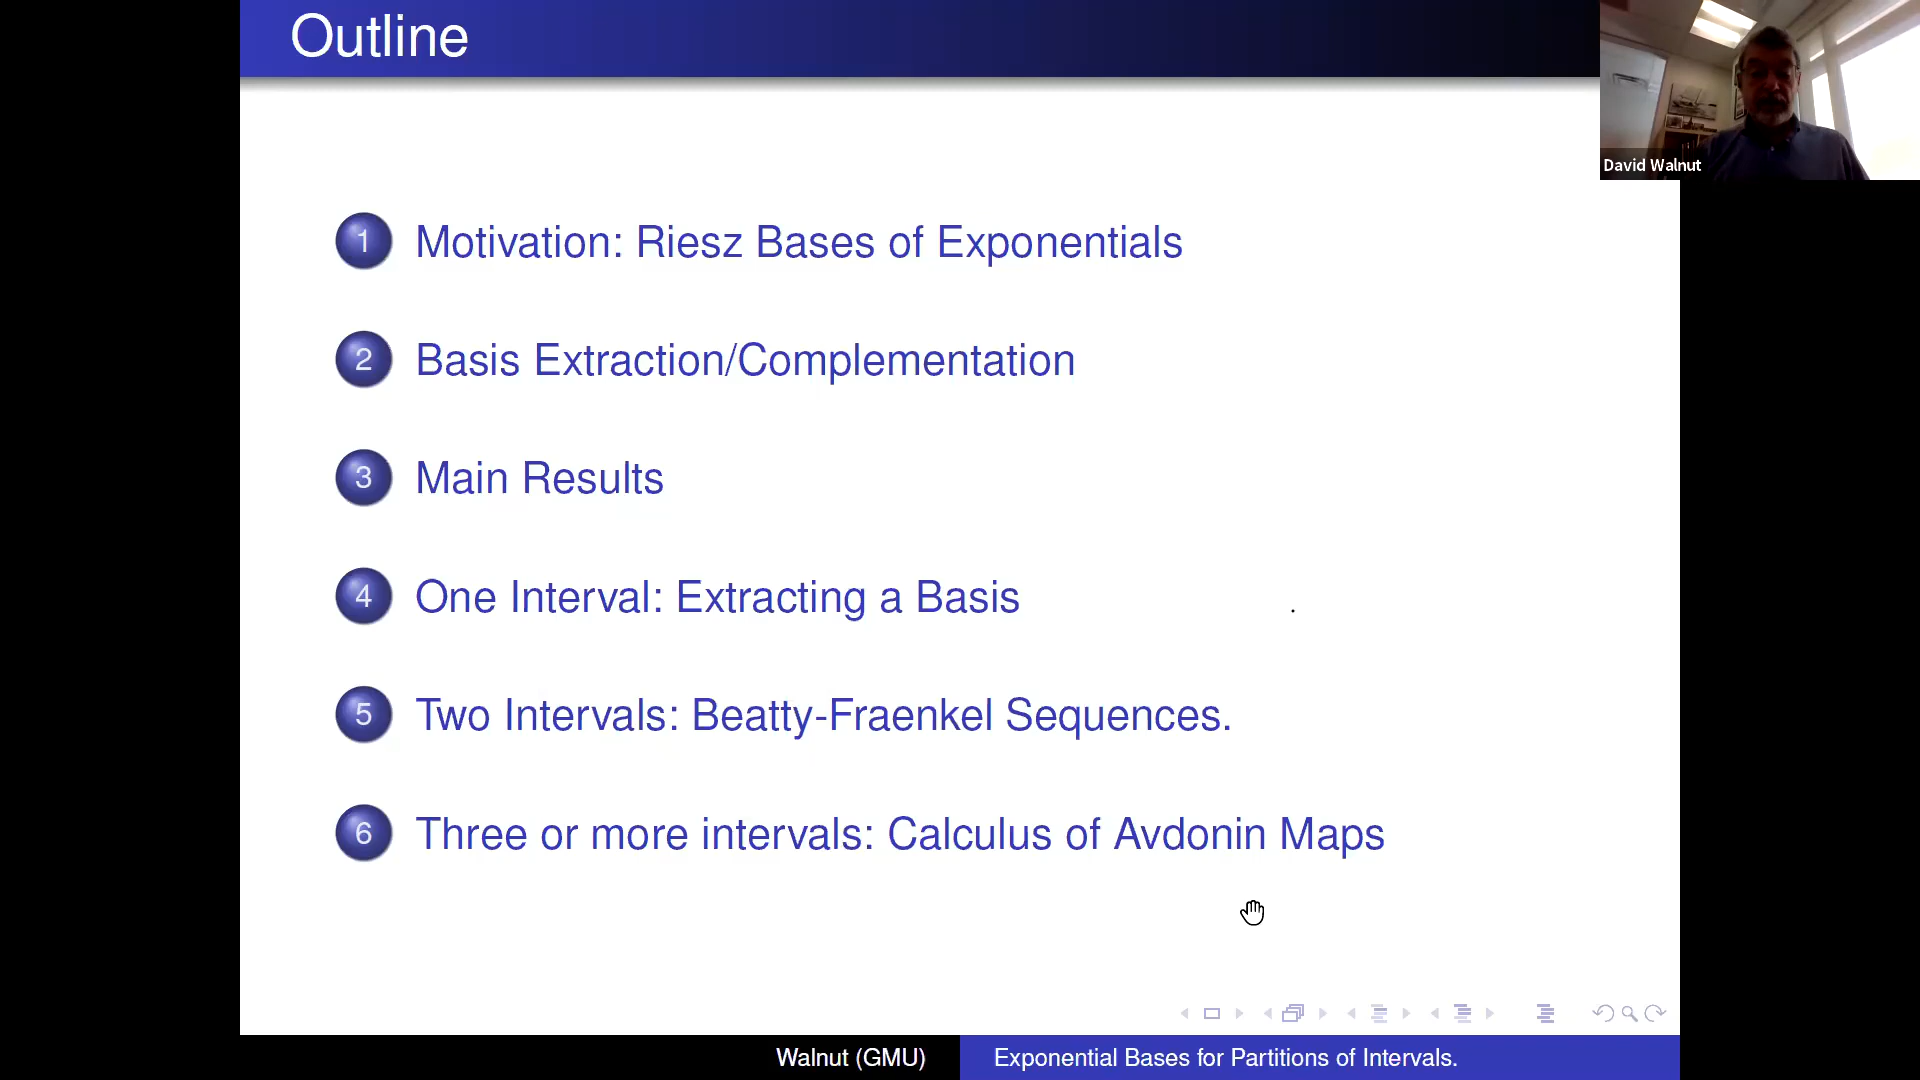 Outline
David Walnut
1 Motivation: Riesz Bases of Exponentials
2 Basis Extraction/Complementation
3 Main Results
4 One Interval: Extracting a Basis
5 Two Intervals: Beatty-Fraenkel Sequences.
6 Three or more intervals: Calculus of Avdonin Maps
Walnut (GMU) Exponential Bases for Partitions of Intervals.